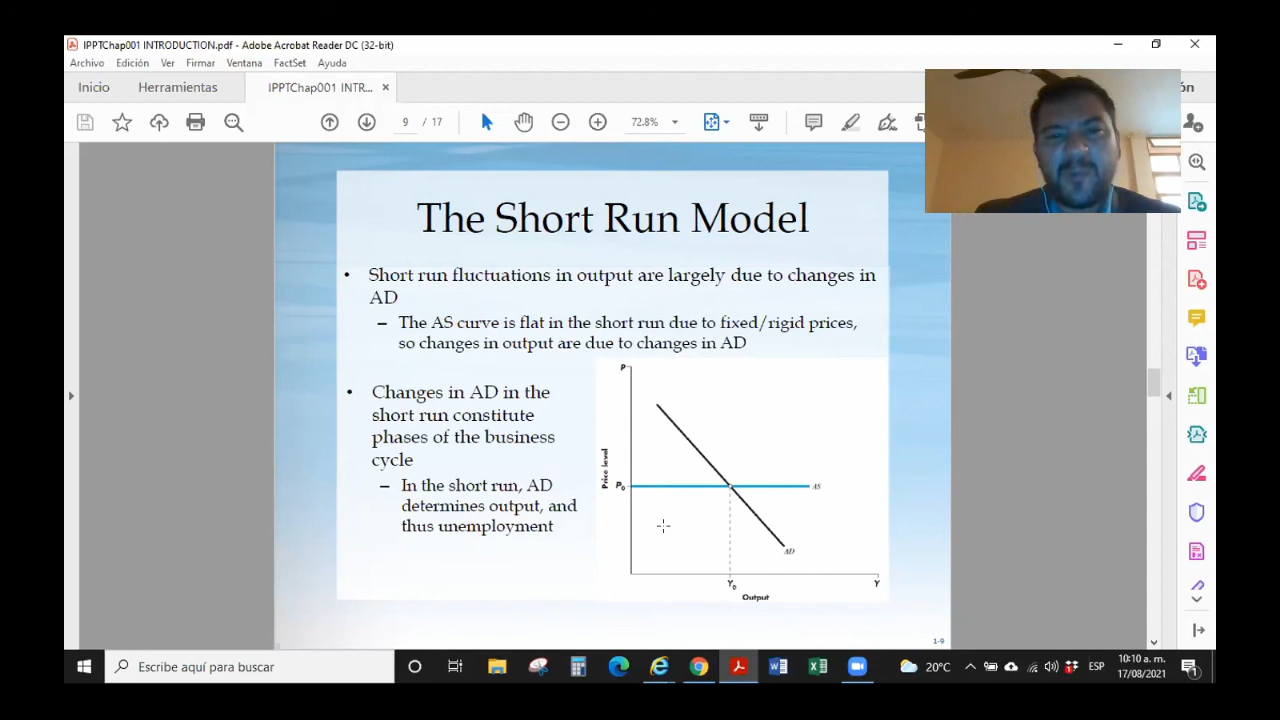 IPPTChap001 INTRODUCTION.pdf - Adobe Acrobat Reader DC (32-bit)
Archivo Edición Ver Firmar Ventana FactSet Ayuda
Inicio Herramientas IPPTChap001 INTR... ón
9 / 17 72.8%
The Short Run Model
• Short run fluctuations in output are largely due to changes in
AD
– The AS curve is flat in the short run due to fixed/rigid prices,
so changes in output are due to changes in AD
• Changes in AD in the
short run constitute
phases of the business
cycle
– In the short run, AD
determines output, and
thus unemployment
P
Price level
P0
AS
AD
Y0
Y
Output
1-9
Escribe aquí para buscar
20°C
ESP
10:10 a. m.
17/08/2021
1